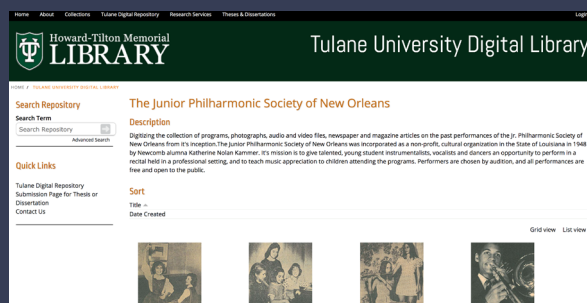 Home About Collections Tulane Digital Repository Research Services Theses & Dissertations Login
Howard-Tilton Memorial
LIBRARY
Tulane University Digital Library
HOME / TULANE UNIVERSITY DIGITAL LIBRARY
Search Repository
Search Term
Search Repository
Advanced Search
Quick Links
Tulane Digital Repository
Submission Page for Thesis or
Dissertation
Contact Us
The Junior Philharmonic Society of New Orleans
Description
Digitizing the collection of programs, photographs, audio and video files, newspaper and magazine articles on the past performances of the Jr. Philharmonic Society of
New Orleans from it's inception.The Junior Philharmonic Society of New Orleans was incorporated as a non-profit, cultural organization in the State of Louisiana in 1948
by Newcomb alumna Katherine Nolan Kammer. It's mission is to give talented, young student instrumentalists, vocalists and dancers an opportunity to perform in a
recital held in a professional setting, and to teach music appreciation to children attending the programs. Performers are chosen by audition, and all performances are
free and open to the public.
Sort
Title
Date Created
Grid view List view